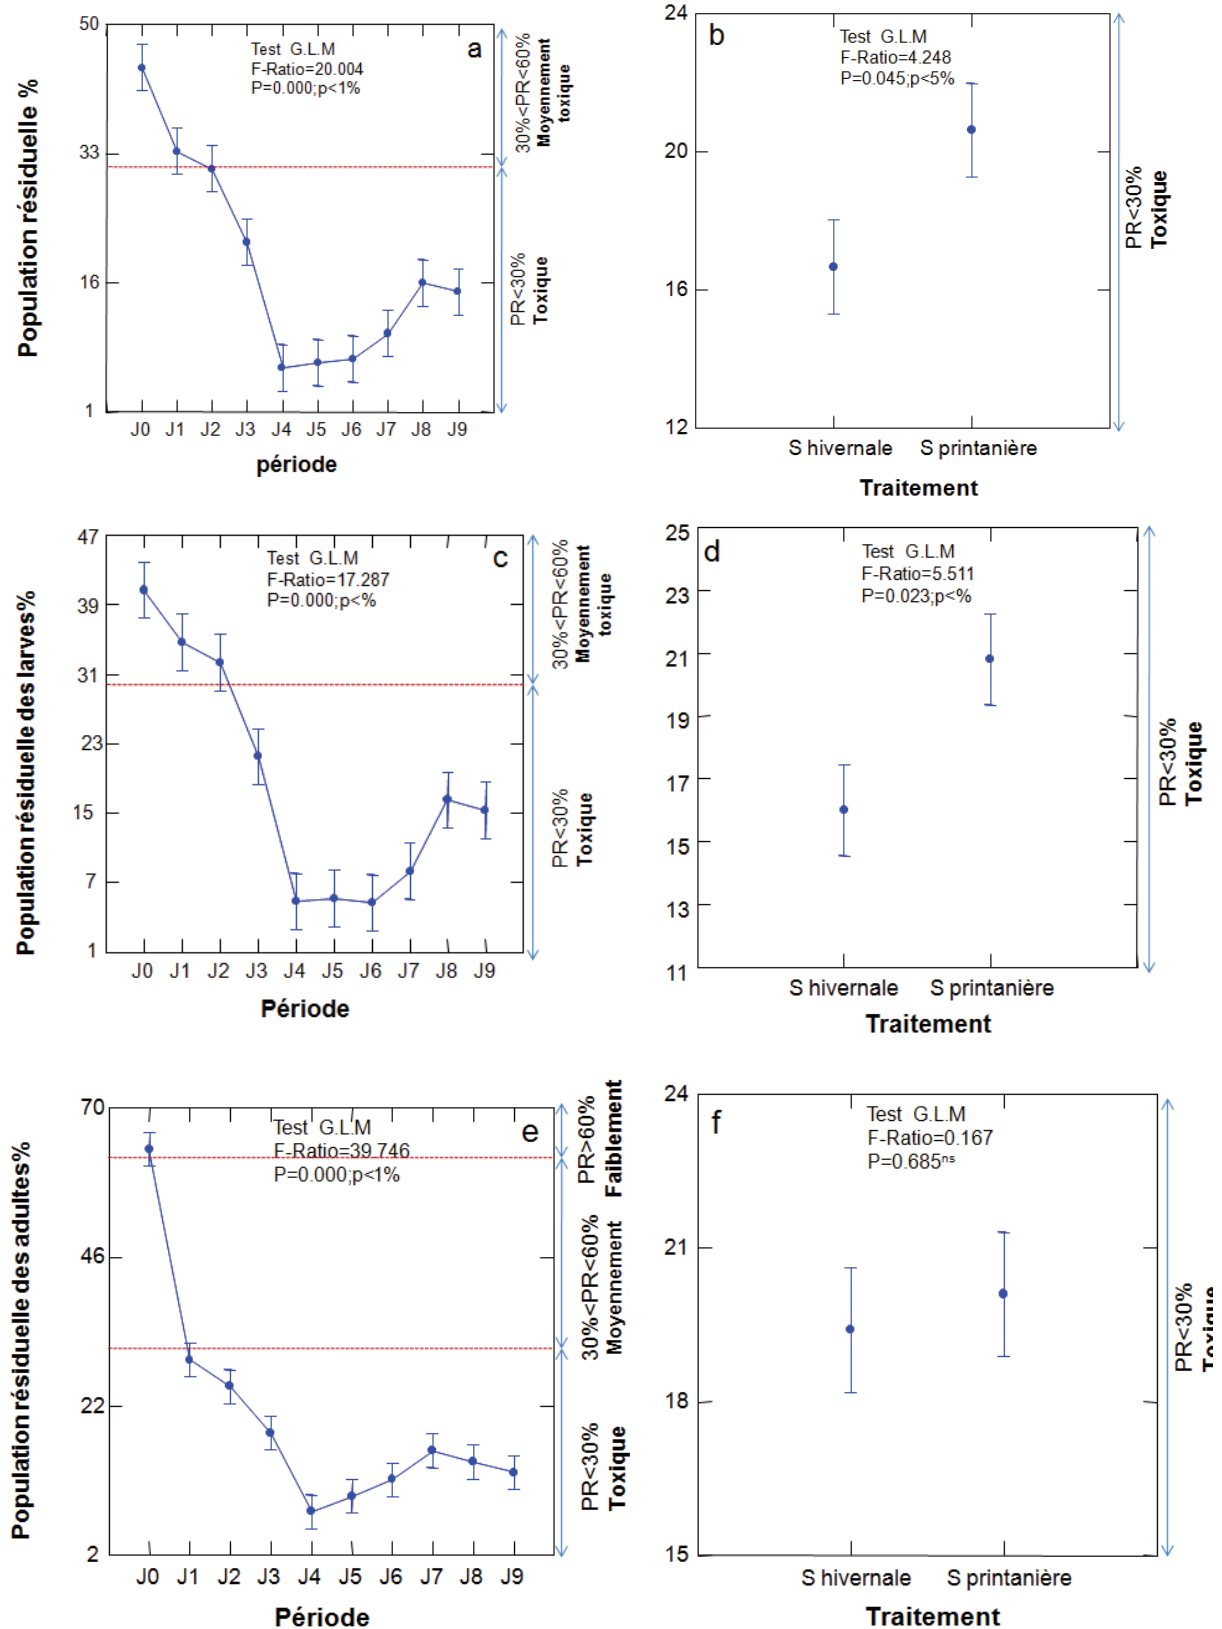 a
Test G.L.M
F-Ratio=20.004
P=0.000;p<1%
50
33
16
1
Population résiduelle %
J0 J1 J2 J3 J4 J5 J6 J7 J8 J9
période
30%<PR<60%
Moyennement
toxique
PR<30%
Toxique
b
Test G.L.M
F-Ratio=4.248
P=0.045;p<5%
24
20
16
12
S hivernale S printanière
Traitement
PR<30%
Toxique
c
Test G.L.M
F-Ratio=17.287
P=0.000;p<%
47
39
31
23
15
7
1
Population résiduelle des larves%
J0 J1 J2 J3 J4 J5 J6 J7 J8 J9
Période
30%<PR<60%
Moyennement
toxique
PR<30%
Toxique
d
Test G.L.M
F-Ratio=5.511
P=0.023;p<%
25
23
21
19
17
15
13
11
S hivernale S printanière
Traitement
PR<30%
Toxique
e
Test G.L.M
F-Ratio=39.746
P=0.000;p<1%
70
46
22
2
Population résiduelle des adultes%
J0 J1 J2 J3 J4 J5 J6 J7 J8 J9
Période
PR>60%
Faiblement
30%<PR<60%
Moyennement
PR<30%
Toxique
f
Test G.L.M
F-Ratio=0.167
P=0.685ns
24
21
18
15
S hivernale S printanière
Traitement
PR<30%
Toxique